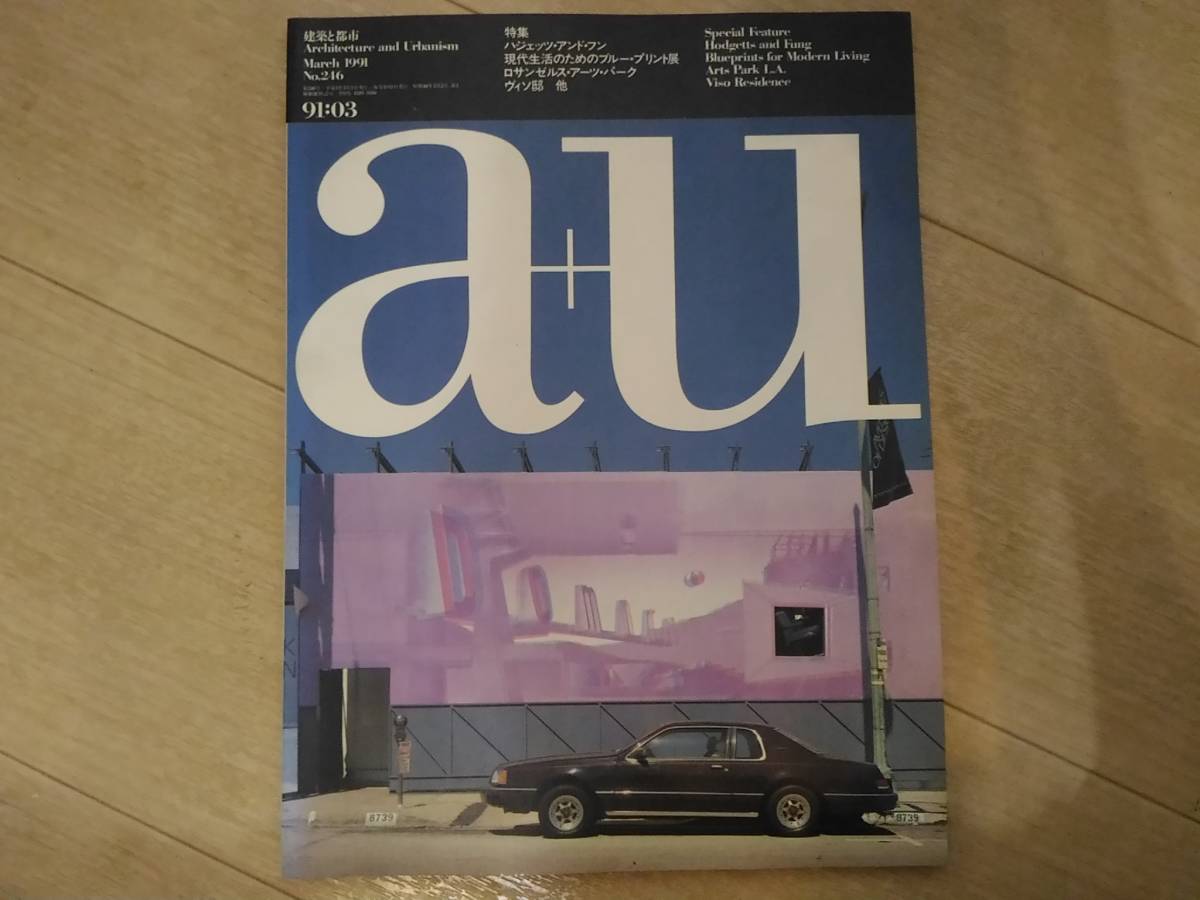 建築と都市
Architecture and Urbanism
March 1991
No.246
91:03
特集
ハジェッツ・アンド・フン
現代生活のためのブルー・プリント展
ロサンゼルス・アーツ・パーク
ヴィソ邸 他
Special Feature
Hodgetts and Fung
Blueprints for Modern Living
Arts Park L.A.
Viso Residence
a+u
8739
8739